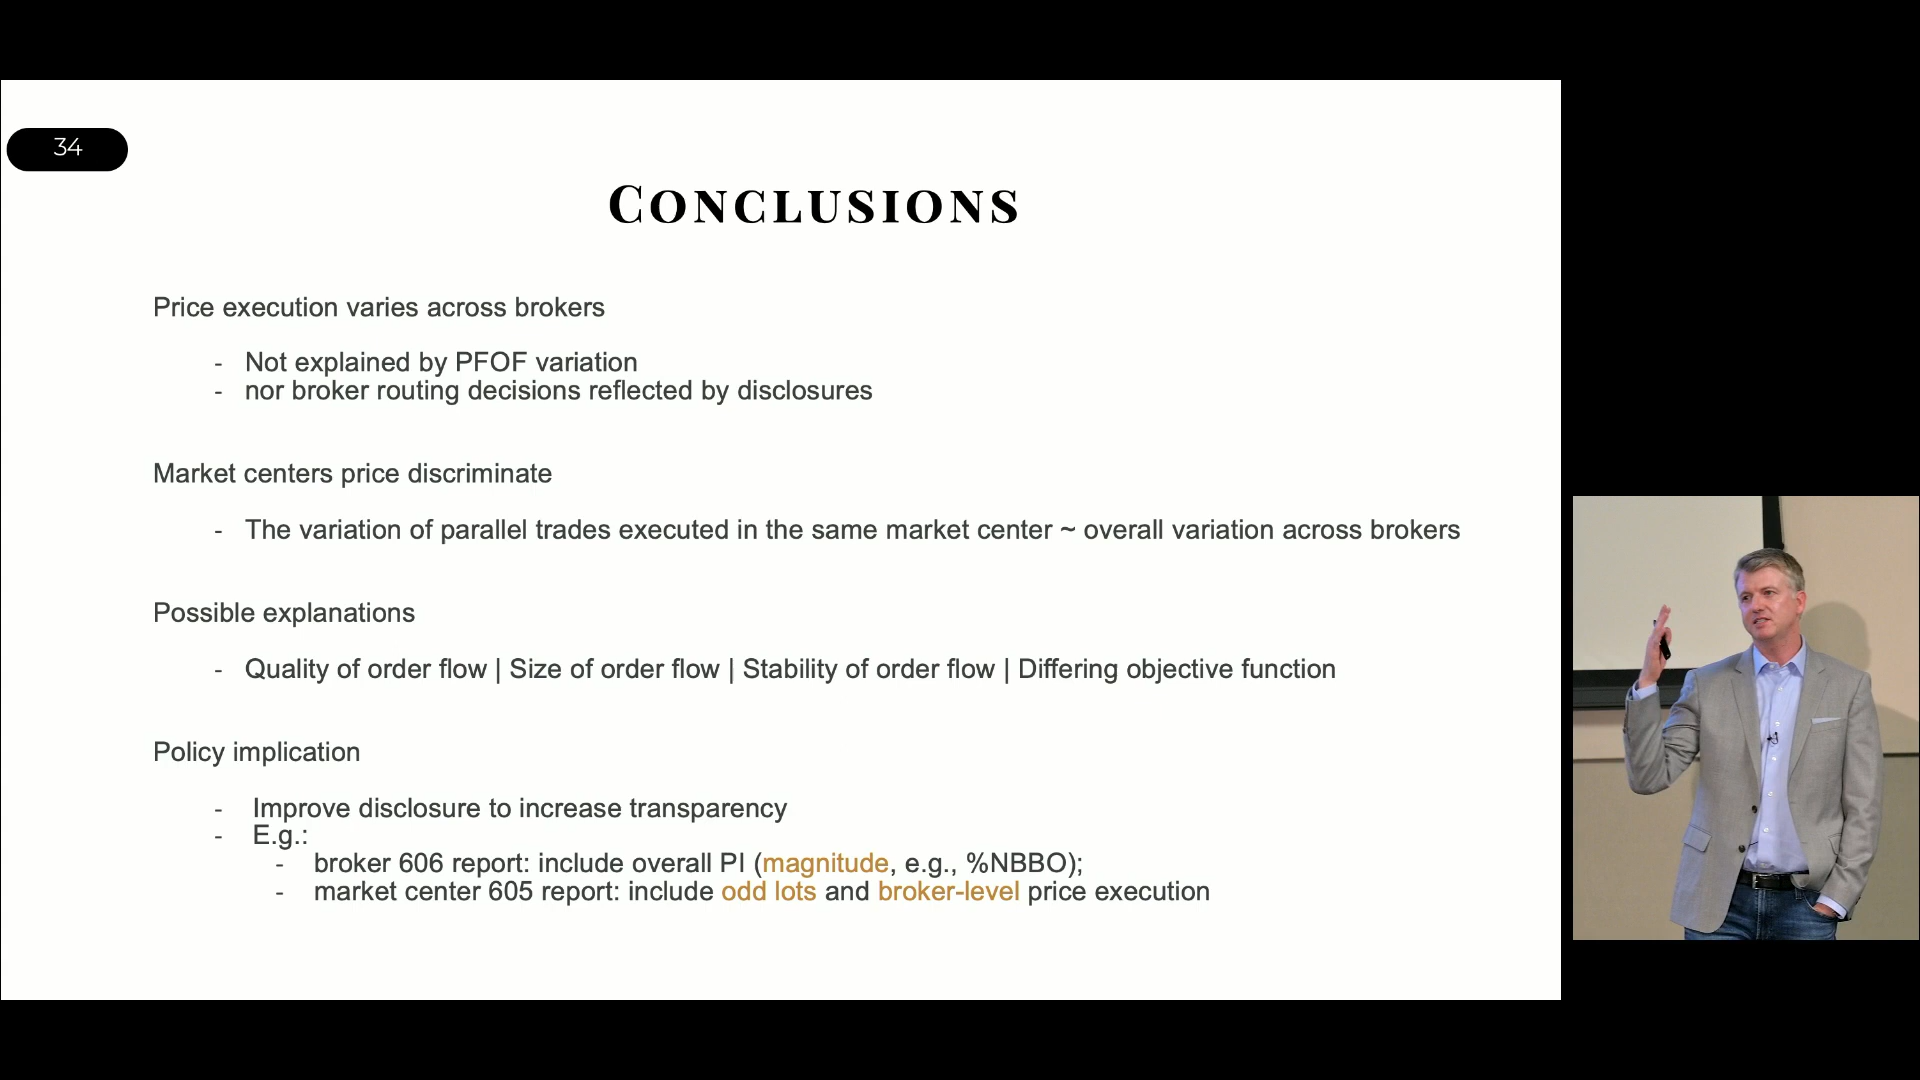 34
Conclusions
Price execution varies across brokers
- Not explained by PFOF variation
- nor broker routing decisions reflected by disclosures
Market centers price discriminate
- The variation of parallel trades executed in the same market center ~ overall variation across brokers
Possible explanations
- Quality of order flow | Size of order flow | Stability of order flow | Differing objective function
Policy implication
- Improve disclosure to increase transparency
- E.g.:
- broker 606 report: include overall PI (magnitude, e.g., %NBBO);
- market center 605 report: include odd lots and broker-level price execution